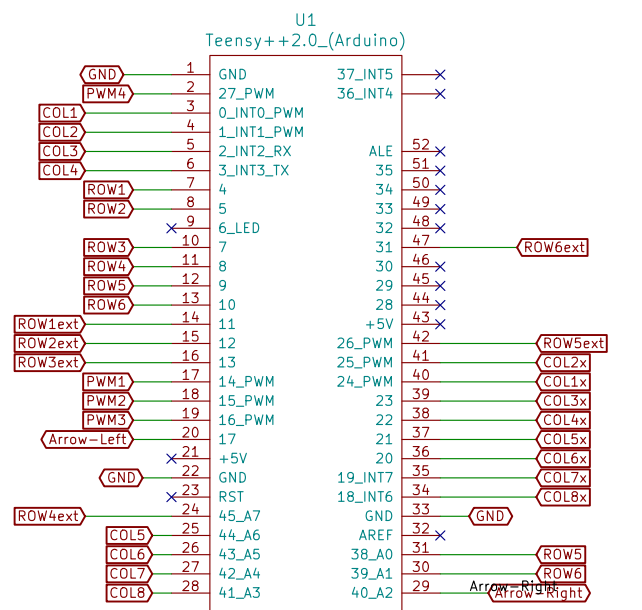 U1
Teensy++2.0_(Arduino)
GND 1 GND 37_INT5
PWM4 2 27_PWM 36_INT4
COL1 3 0_INT0_PWM
COL2 4 1_INT1_PWM
COL3 5 2_INT2_RX ALE 52
COL4 6 3_INT3_TX 35 51
ROW1 7 4 34 50
ROW2 8 5 33 49
9 6_LED 32 48
ROW3 10 7 31 47 ROW6ext
ROW4 11 8 30 46
ROW5 12 9 29 45
ROW6 13 10 28 44
ROW1ext 14 11 +5V 43
ROW2ext 15 12 26_PWM 42 ROW5ext
ROW3ext 16 13 25_PWM 41 COL2x
PWM1 17 14_PWM 24_PWM 40 COL1x
PWM2 18 15_PWM 23 39 COL3x
PWM3 19 16_PWM 22 38 COL4x
Arrow-Left 20 17 21 37 COL5x
21 +5V 20 36 COL6x
GND 22 GND 19_INT7 35 COL7x
23 RST 18_INT6 34 COL8x
ROW4ext 24 45_A7 GND 33 GND
COL5 25 44_A6 AREF 32
COL6 26 43_A5 38_A0 31 ROW5
COL7 27 42_A4 39_A1 30 ROW6
Arrow-Right
COL8 28 41_A3 40_A2 29 Arrow-Right